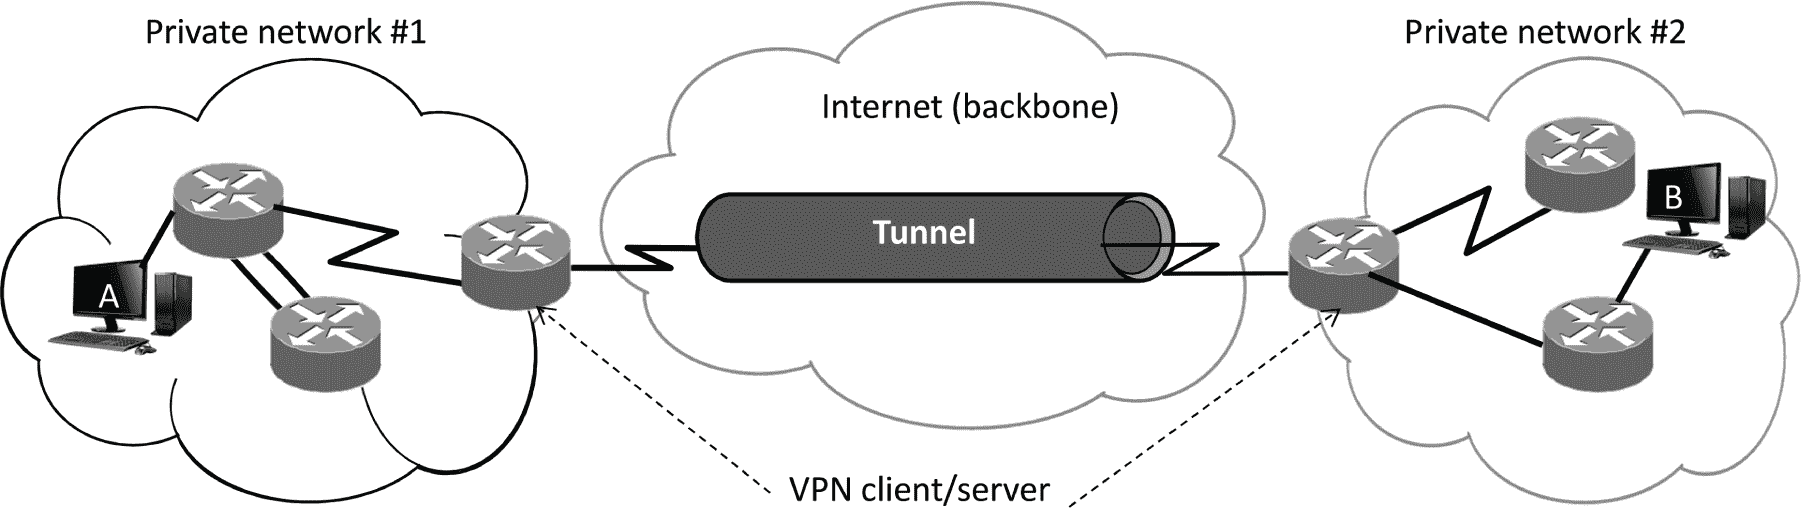 Private network #1
Private network #2
Internet (backbone)
Tunnel
A
B
VPN client/server